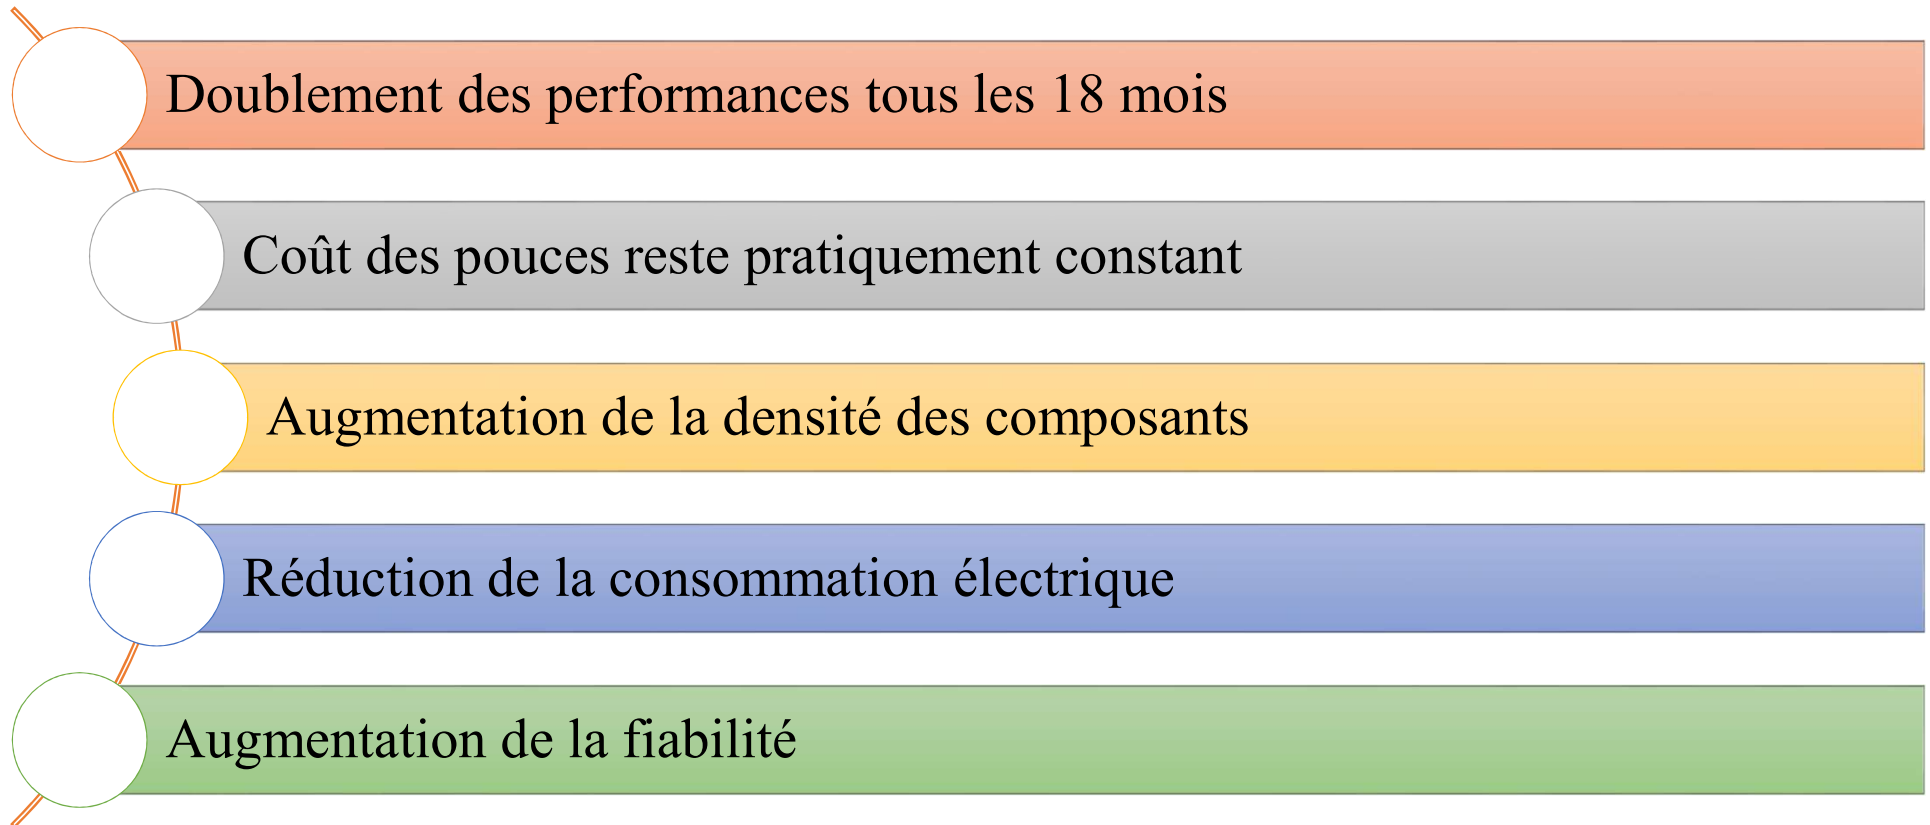 Doublement des performances tous les 18 mois
Coût des pouces reste pratiquement constant
Augmentation de la densité des composants
Réduction de la consommation électrique
Augmentation de la fiabilité